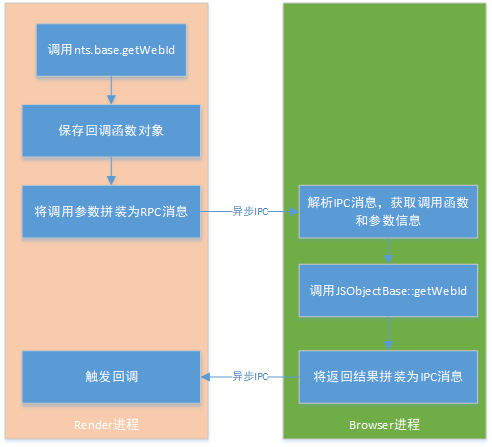 调用nts.base.getWebId
保存回调函数对象
将调用参数拼装为RPC消息
异步IPC
解析IPC消息，获取调用函数
和参数信息
调用JSObjectBase::getWebId
将返回结果拼装为IPC消息
异步IPC
触发回调
Render进程
Browser进程